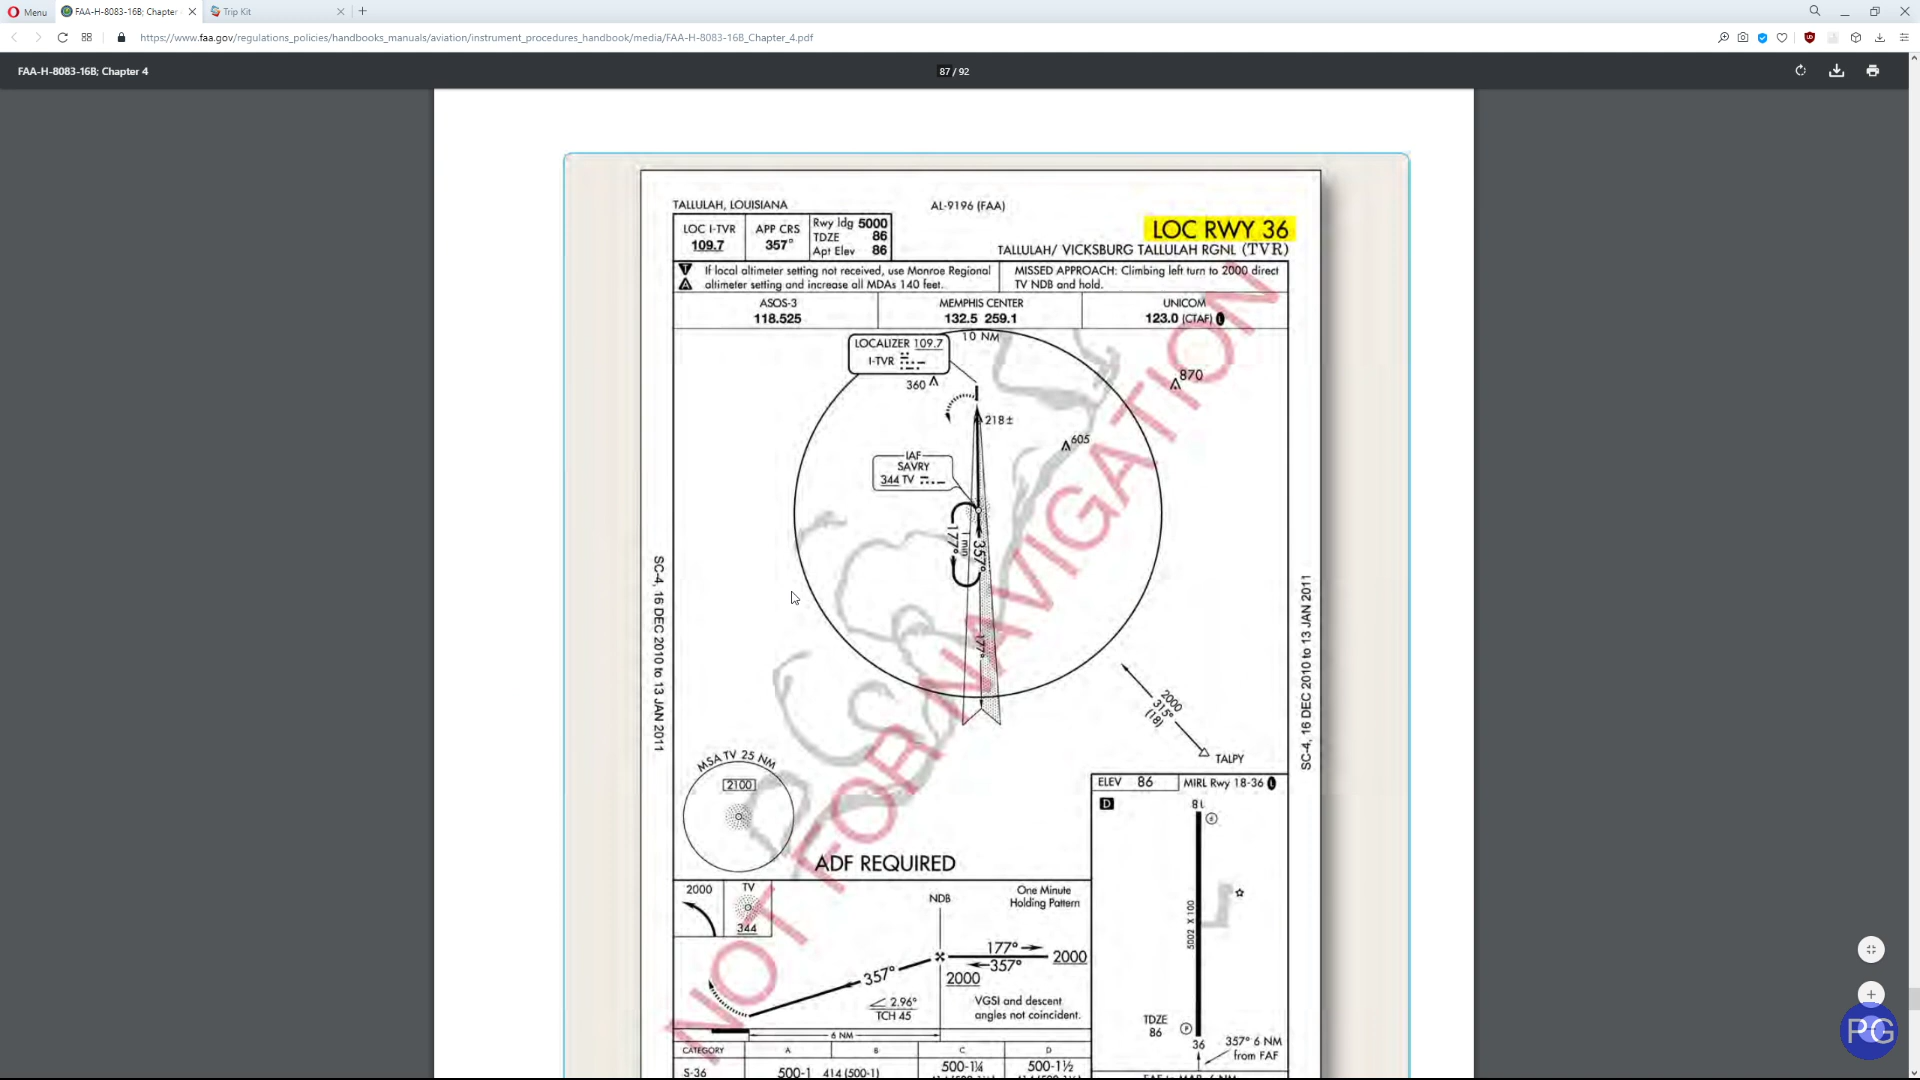 Menu
FAA-H-8083-16B; Chapter
Trip Kit
https://www.faa.gov/regulations_policies/handbooks_manuals/aviation/instrument_procedures_handbook/media/FAA-H-8083-16B_Chapter_4.pdf
FAA-H-8083-16B; Chapter 4
87 / 92
TALLULAH, LOUISIANA
AL-9196 (FAA)
LOC RWY 36
TALLULAH/ VICKSBURG TALLULAH RGNL (TVR)
LOC I-TVR
109.7
APP CRS
357°
Rwy ldg 5000
TDZE 86
Apt Elev 86
T
A
If local altimeter setting not received, use Monroe Regional
altimeter setting and increase all MDAs 140 feet.
MISSED APPROACH: Climbing left turn to 2000 direct
TV NDB and hold.
ASOS-3
118.525
MEMPHIS CENTER
132.5 259.1
UNICOM
123.0 (CTAF) L
LOCALIZER 109.7
I-TVR
10 NM
360
870
218±
605
IAF
SAVRY
344 TV
177°
1 min
357°
177°
2000
315°
(18)
TALPY
NOT FOR NAVIGATION
SC-4, 16 DEC 2010 to 13 JAN 2011
SC-4, 16 DEC 2010 to 13 JAN 2011
MSA TV 25 NM
2100
ADF REQUIRED
ELEV 86
MIRL Rwy 18-36 L
D
18
5002 X 100
TDZE
86
P
P
36
357° 6 NM
from FAF
2000
TV
344
NDB
One Minute
Holding Pattern
177°
357°
2000
2000
357°
2.96°
TCH 45
VGSI and descent
angles not coincident.
6 NM
CATEGORY
A
B
C
D
S-36
500-1 414 (500-1)
500-1¼
500-1½
PG